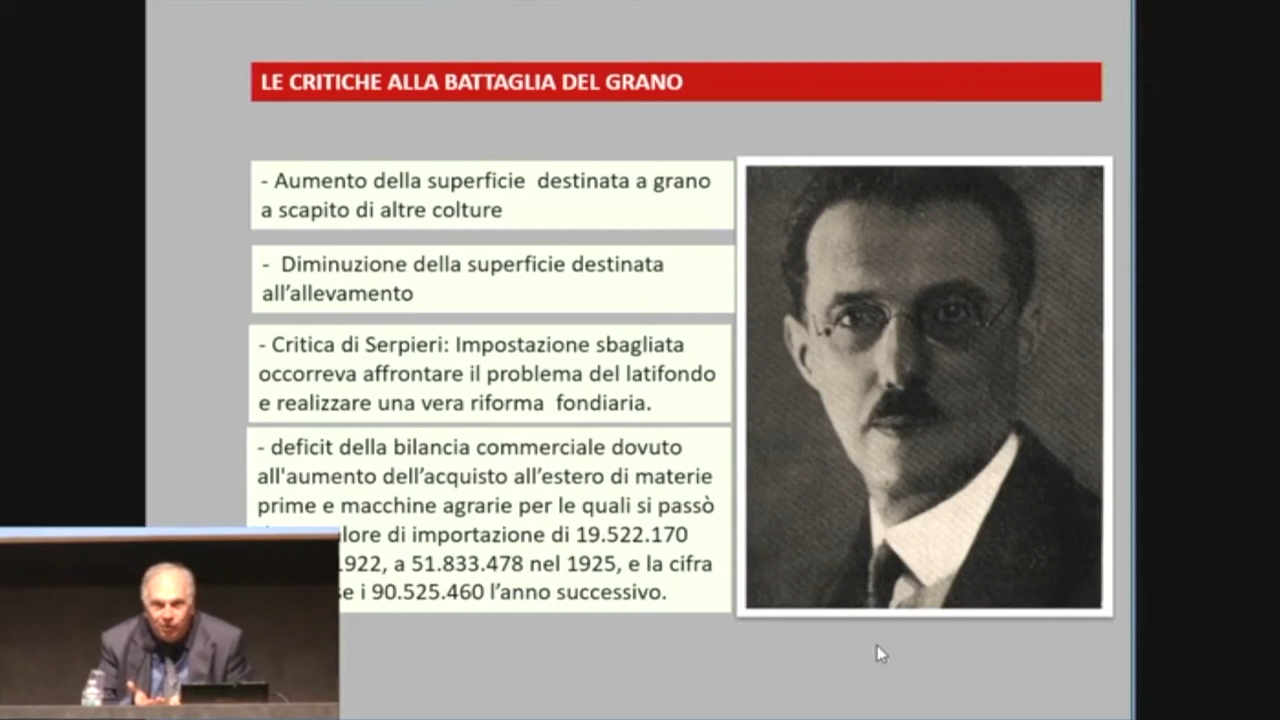 LE CRITICHE ALLA BATTAGLIA DEL GRANO
- Aumento della superficie destinata a grano
a scapito di altre colture
- Diminuzione della superficie destinata
all’allevamento
- Critica di Serpieri: Impostazione sbagliata
occorreva affrontare il problema del latifondo
e realizzare una vera riforma fondiaria.
- deficit della bilancia commerciale dovuto
all'aumento dell’acquisto all’estero di materie
prime e macchine agrarie per le quali si passò
di importazione di 19.522.170
a 51.833.478 nel 1925, e la cifra
i 90.525.460 l’anno successivo.